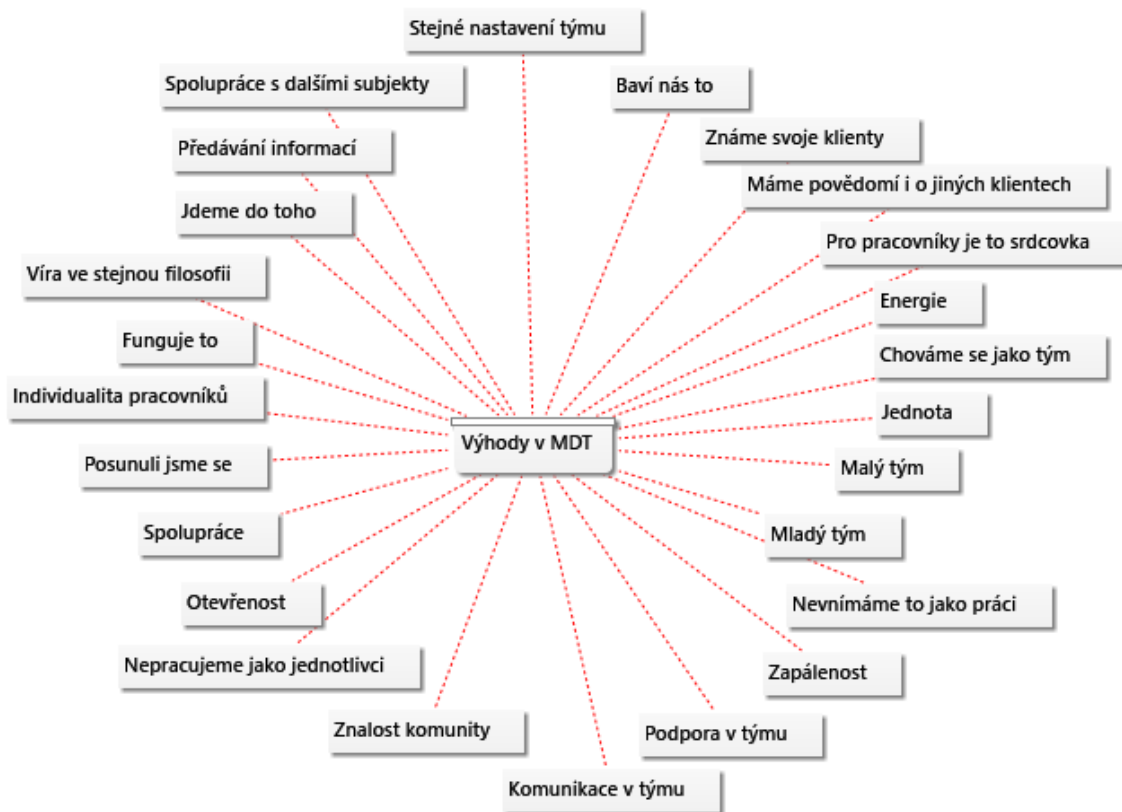 Stejné nastavení týmu
Spolupráce s dalšími subjekty
Baví nás to
Předávání informací
Známe svoje klienty
Máme povědomí i o jiných klientech
Jdeme do toho
Pro pracovníky je to srdcovka
Víra ve stejnou filosofii
Energie
Funguje to
Chováme se jako tým
Individualita pracovníků
Jednota
Výhody v MDT
Posunuli jsme se
Malý tým
Spolupráce
Mladý tým
Otevřenost
Nevnímáme to jako práci
Nepracujeme jako jednotlivci
Zapálenost
Znalost komunity
Podpora v týmu
Komunikace v týmu